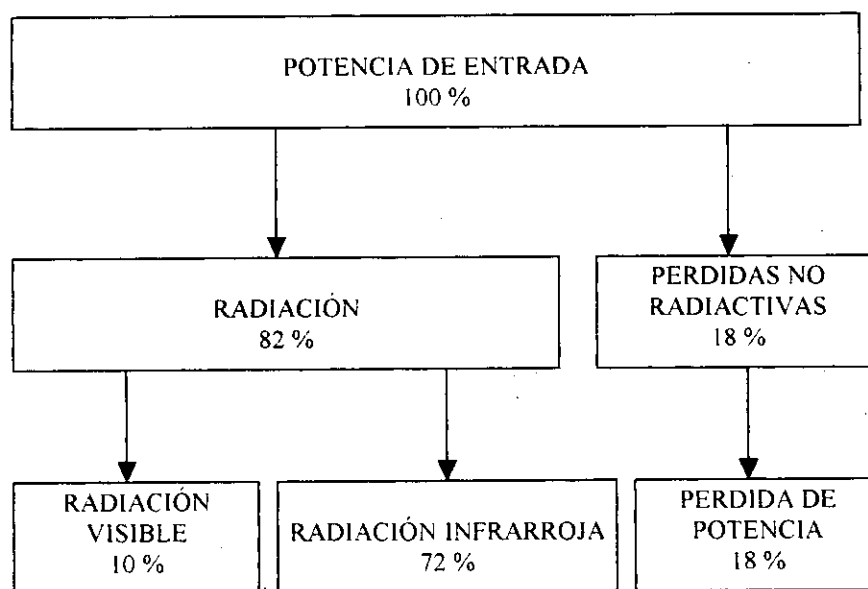 POTENCIA DE ENTRADA
100 %
RADIACIÓN
82 %
PERDIDAS NO
RADIACTIVAS
18 %
RADIACIÓN
VISIBLE
10 %
RADIACIÓN INFRARROJA
72 %
PERDIDA DE
POTENCIA
18 %